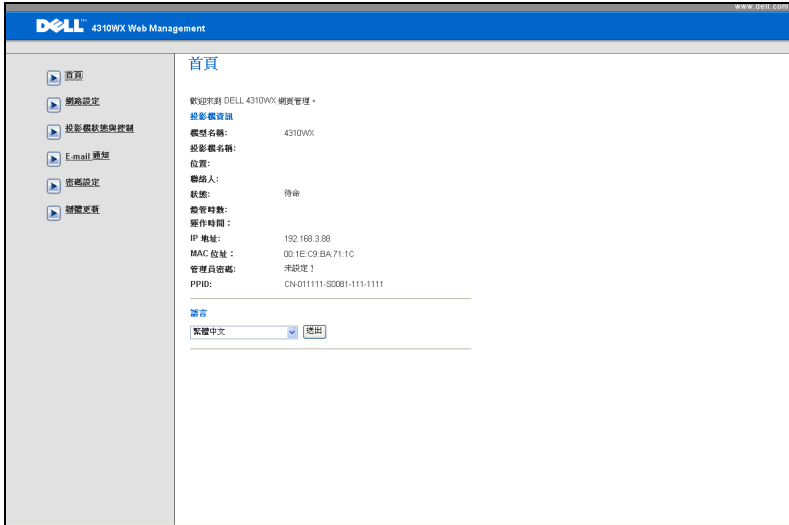 www.dell.com
DELL™ 4310WX Web Management
首頁
網路設定
投影機狀態與控制
E-mail 通知
密碼設定
韌體更新
首頁
歡迎來到 DELL 4310WX 網頁管理。
投影機資訊
機型名稱: 4310WX
投影機名稱:
位置:
聯絡人:
狀態: 待命
燈管時數:
運作時間：
IP 地址: 192.168.3.88
MAC 位址： 00:1E:C9:BA:71:1C
管理員密碼: 未設定！
PPID: CN-011111-S0081-111-1111
語言
繁體中文 送出